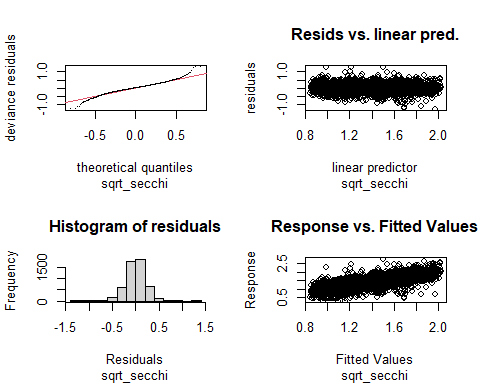 deviance residuals
-1.0
1.0
-0.5
0.0
0.5
theoretical quantiles
sqrt_secchi
Resids vs. linear pred.
residuals
-1.0
1.0
0.8
1.2
1.6
2.0
linear predictor
sqrt_secchi
Histogram of residuals
Frequency
0
1500
-1.5
-0.5
0.5
1.5
Residuals
sqrt_secchi
Response vs. Fitted Values
Response
0.5
2.5
0.8
1.2
1.6
2.0
Fitted Values
sqrt_secchi